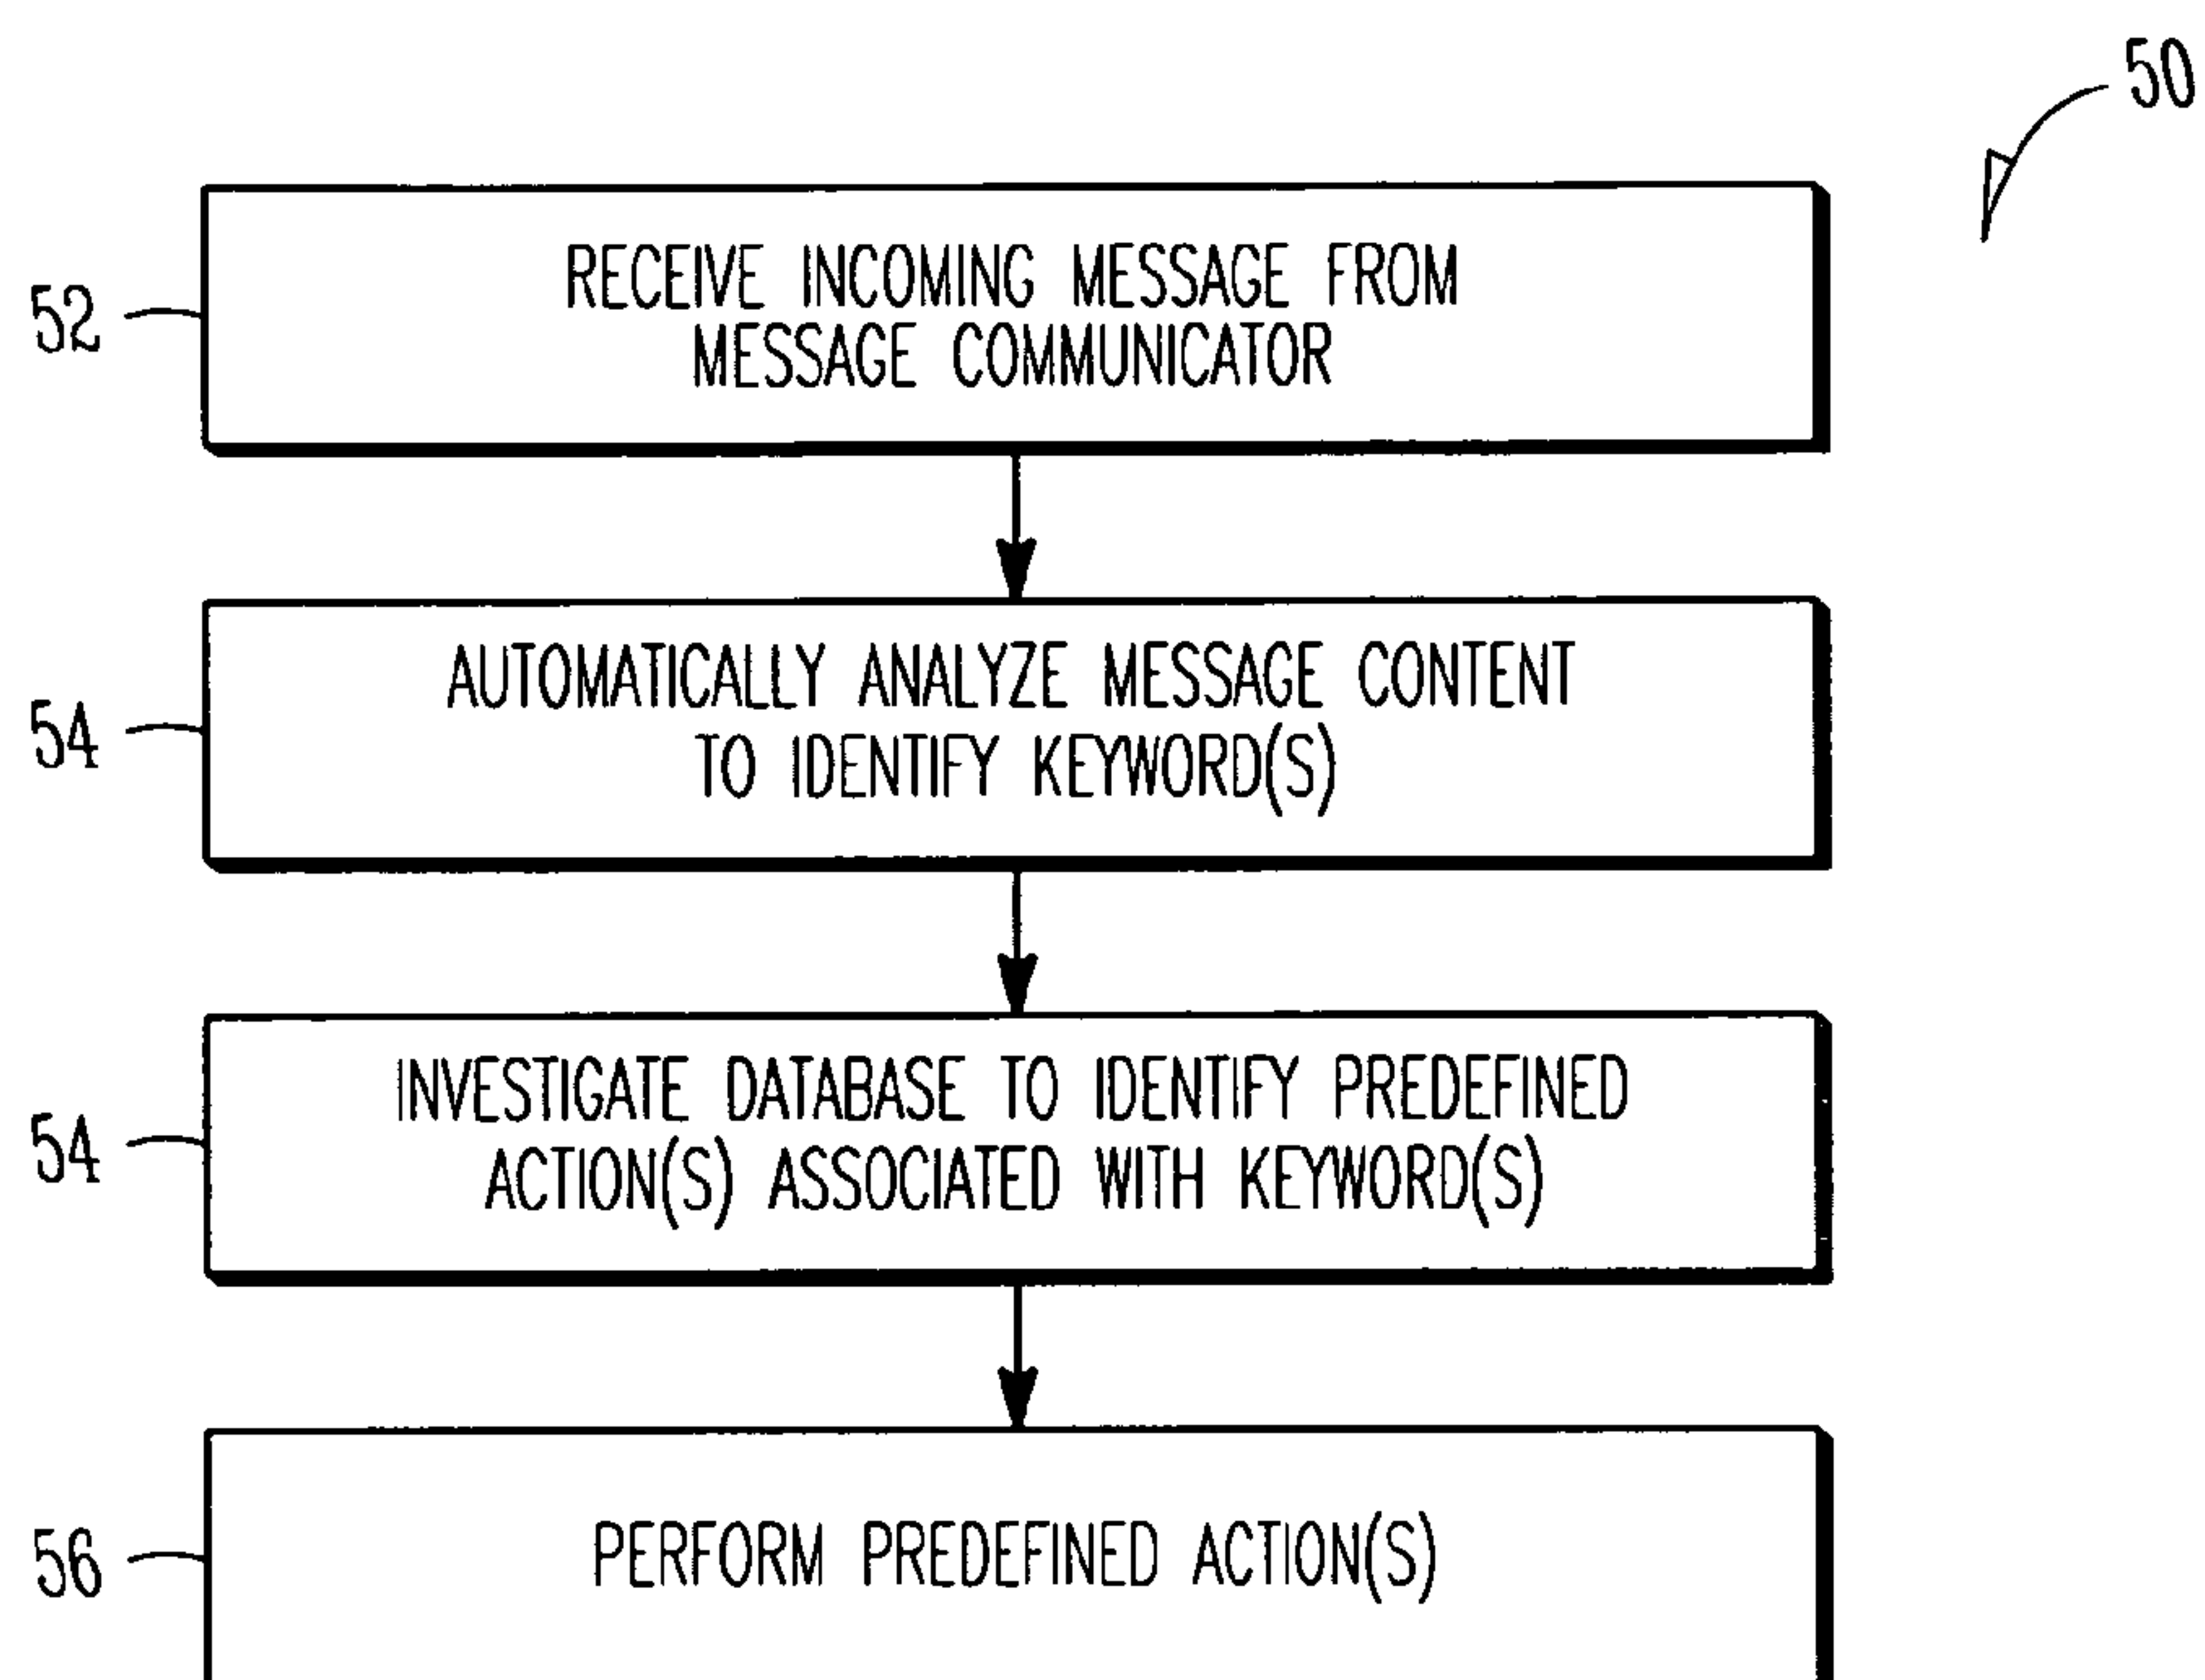 50
52
RECEIVE INCOMING MESSAGE FROM
MESSAGE COMMUNICATOR
54
AUTOMATICALLY ANALYZE MESSAGE CONTENT
TO IDENTIFY KEYWORD(S)
54
INVESTIGATE DATABASE TO IDENTIFY PREDEFINED
ACTION(S) ASSOCIATED WITH KEYWORD(S)
56
PERFORM PREDEFINED ACTION(S)